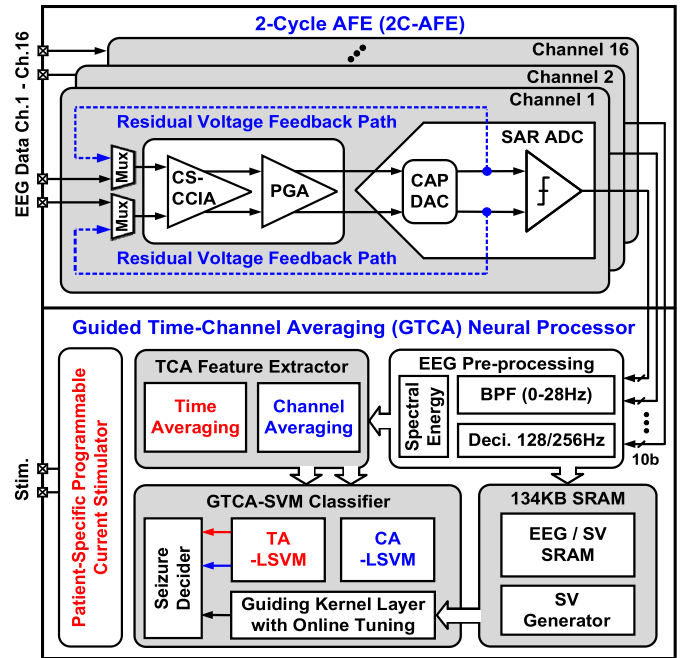 2-Cycle AFE (2C-AFE)
Channel 16
Channel 2
Channel 1
EEG Data Ch.1 - Ch.16
Residual Voltage Feedback Path
SAR ADC
Mux
Mux
CS-
CCIA
PGA
CAP
DAC
Residual Voltage Feedback Path
Guided Time-Channel Averaging (GTCA) Neural Processor
Stim.
Patient-Specific Programmable
Current Stimulator
TCA Feature Extractor
Time
Averaging
Channel
Averaging
EEG Pre-processing
Spectral
Energy
BPF (0-28Hz)
Deci. 128/256Hz
10b
GTCA-SVM Classifier
Seizure
Decider
TA
-LSVM
CA
-LSVM
Guiding Kernel Layer
with Online Tuning
134KB SRAM
EEG / SV
SRAM
SV
Generator